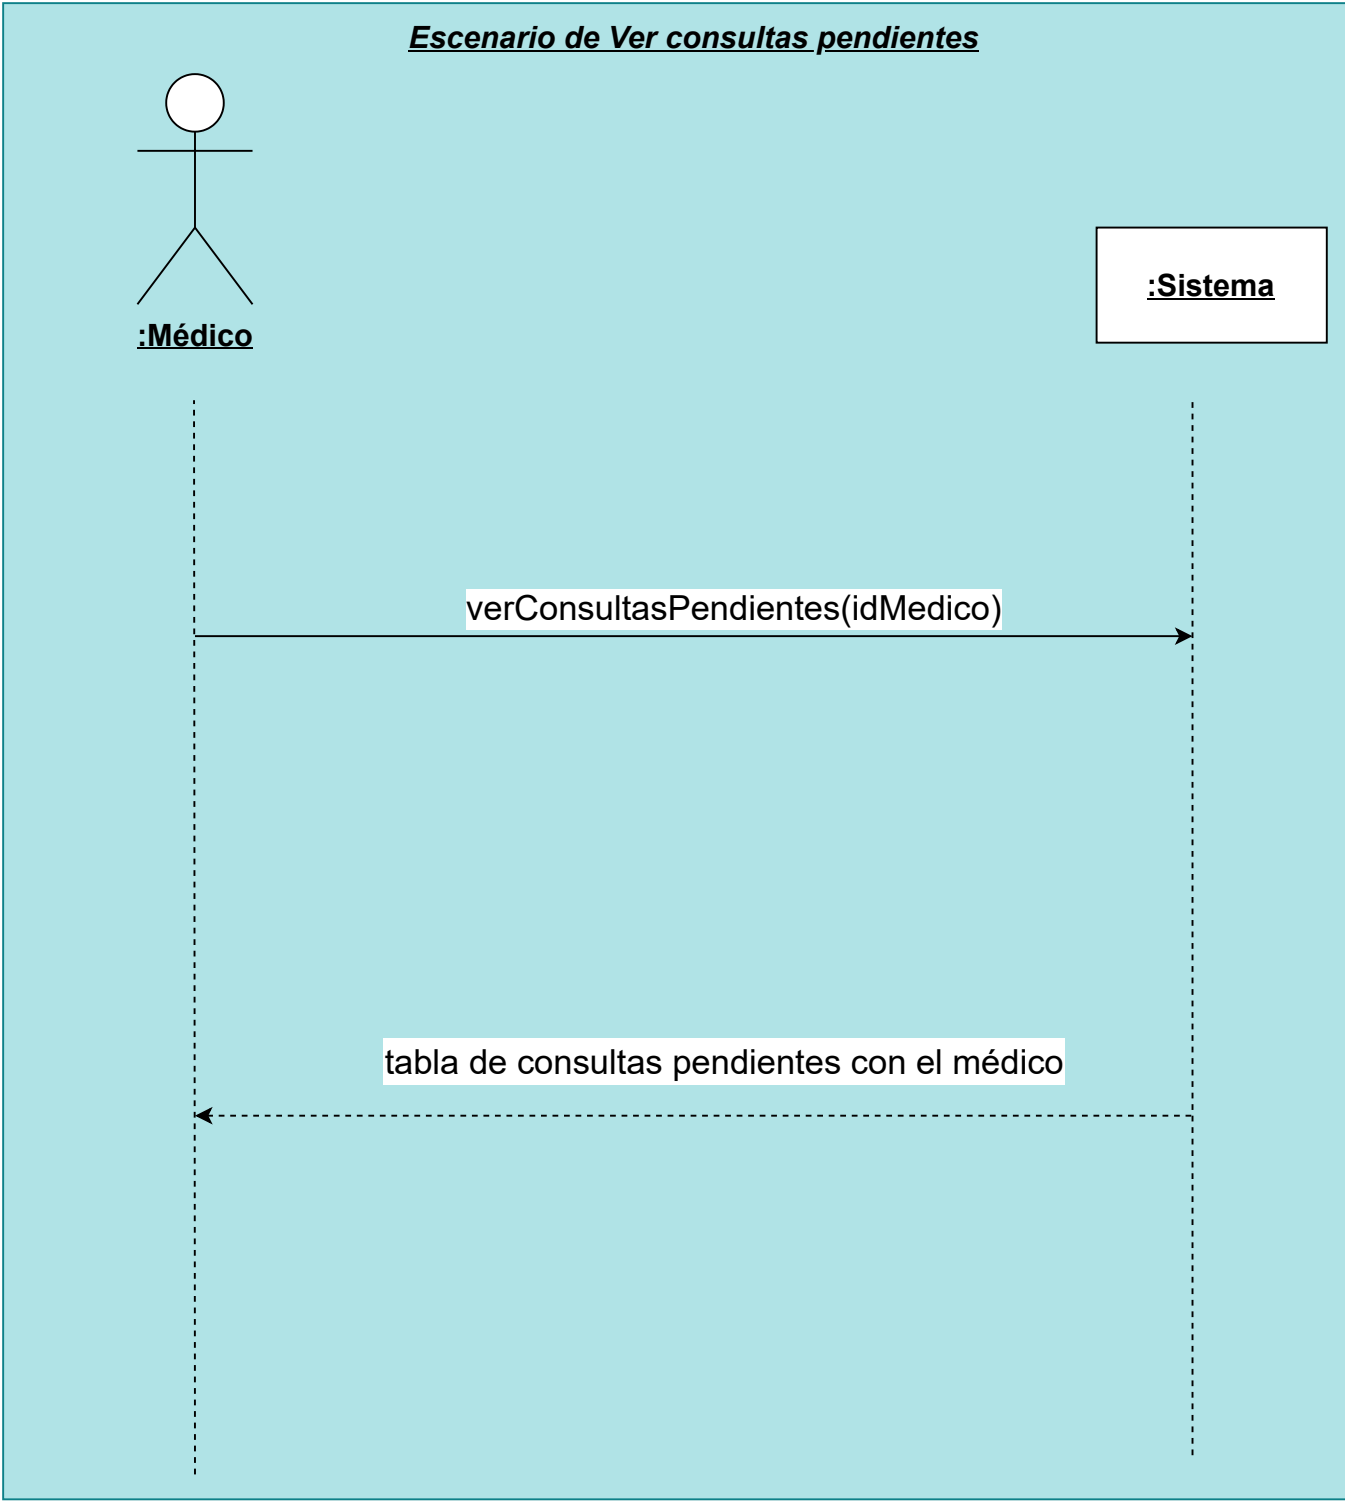 Escenario de Ver consultas pendientes
:Sistema
:Médico
verConsultasPendientes(idMedico)
tabla de consultas pendientes con el médico